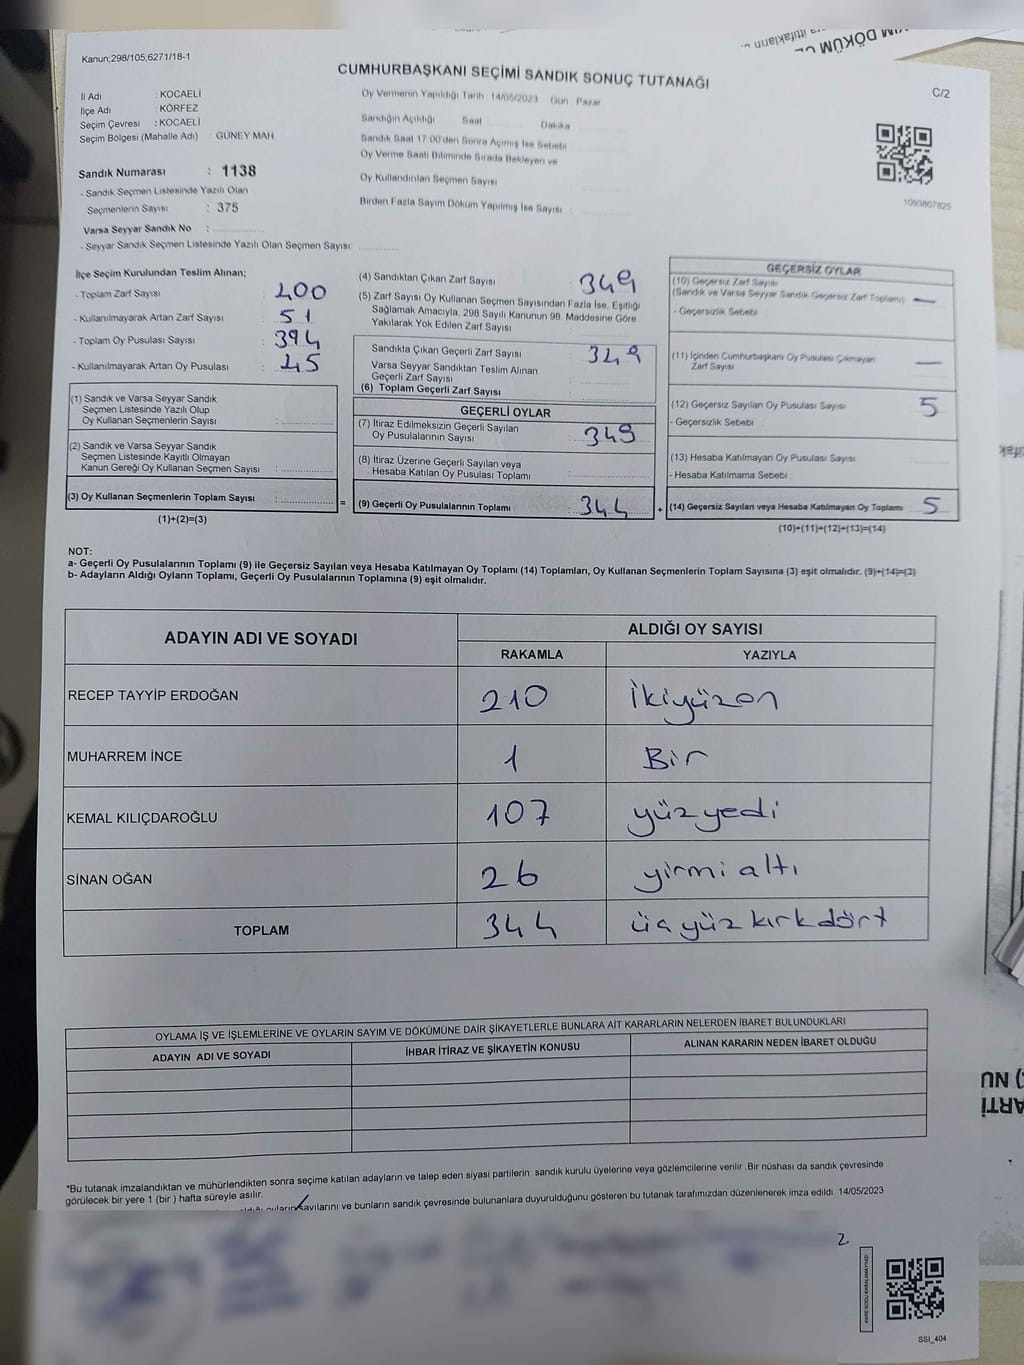 Kanun;298/105;6271/18-1
CUMHURBAŞKANI SEÇİMİ SANDIK SONUÇ TUTANAĞI
C/2
İl Adı : KOCAELİ
İlçe Adı : KÖRFEZ
Seçim Çevresi : KOCAELİ
Seçim Bölgesi (Mahalle Adı) : GÜNEY MAH.
Sandık Numarası : 1138
- Sandık Seçmen Listesinde Yazılı Olan
Seçmenlerin Sayısı : 375
Varsa Seyyar Sandık No :
- Seyyar Sandık Seçmen Listesinde Yazılı Olan Seçmen Sayısı:
Oy Vermenin Yapıldığı Tarih : 14/05/2023 Gün : Pazar
Sandığın Açıldığı Saat Dakika
Sandık Saat 17:00'den Sonra Açımış İse Sebebi
Oy Verme Saati Bitiminde Sırada Bekleyen ve
Oy Kullandırılan Seçmen Sayısı
Birden Fazla Sayım Döküm Yapılmış İse Sayısı :
1093807825
İlçe Seçim Kurulundan Teslim Alınan;
- Toplam Zarf Sayısı : 400
- Kullanılmayarak Artan Zarf Sayısı : 51
- Toplam Oy Pusulası Sayısı : 394
- Kullanılmayarak Artan Oy Pusulası : 45
(1) Sandık ve Varsa Seyyar Sandık
Seçmen Listesinde Yazılı Olup
Oy Kullanan Seçmenlerin Sayısı :
(2) Sandık ve Varsa Seyyar Sandık
Seçmen Listesinde Kayıtlı Olmayan
Kanun Gereği Oy Kullanan Seçmen Sayısı :
(3) Oy Kullanan Seçmenlerin Toplam Sayısı :
(1)+(2)=(3)
=
(4) Sandıktan Çıkan Zarf Sayısı : 349
(5) Zarf Sayısı Oy Kullanan Seçmen Sayısından Fazla İse, Eşitliği
Sağlamak Amacıyla, 298 Sayılı Kanunun 98. Maddesine Göre
Yakılarak Yok Edilen Zarf Sayısı :
Sandıkta Çıkan Geçerli Zarf Sayısı : 349
Varsa Seyyar Sandıktan Teslim Alınan
Geçerli Zarf Sayısı :
(6) Toplam Geçerli Zarf Sayısı :
GEÇERLİ OYLAR
(7) İtiraz Edilmeksizin Geçerli Sayılan
Oy Pusulalarının Sayısı : 349
(8) İtiraz Üzerine Geçerli Sayılan veya
Hesaba Katılan Oy Pusulası Toplamı :
(9) Geçerli Oy Pusulalarının Toplamı : 344
+
GEÇERSİZ OYLAR
(10) Geçersiz Zarf Sayısı
(Sandık ve Varsa Seyyar Sandık Geçersiz Zarf Toplamı) : —
- Geçersizlik Sebebi
(11) İçinden Cumhurbaşkanı Oy Pusulası Çıkmayan
Zarf Sayısı : —
(12) Geçersiz Sayılan Oy Pusulası Sayısı : 5
- Geçersizlik Sebebi :
(13) Hesaba Katılmayan Oy Pusulası Sayısı :
- Hesaba Katılmama Sebebi :
(14) Geçersiz Sayılan veya Hesaba Katılmayan Oy Toplamı : 5
(10)+(11)+(12)+(13)=(14)
NOT:
a- Geçerli Oy Pusulalarının Toplamı (9) ile Geçersiz Sayılan veya Hesaba Katılmayan Oy Toplamı (14) Toplamları, Oy Kullanan Seçmenlerin Toplam Sayısına (3) eşit olmalıdır. (9)+(14)=(3)
b- Adayların Aldığı Oyların Toplamı, Geçerli Oy Pusulalarının Toplamına (9) eşit olmalıdır.
ADAYIN ADI VE SOYADI
ALDIĞI OY SAYISI
RAKAMLA YAZIYLA
RECEP TAYYİP ERDOĞAN 210 İkiyüzon
MUHARREM İNCE 1 Bir
KEMAL KILIÇDAROĞLU 107 yüz yedi
SİNAN OĞAN 26 yirmi altı
TOPLAM 344 üç yüz kırk dört
OYLAMA İŞ VE İŞLEMLERİNE VE OYLARIN SAYIM VE DÖKÜMÜNE DAİR ŞİKAYETLERLE BUNLARA AİT KARARLARIN NELERDEN İBARET BULUNDUKLARI
ADAYIN ADI VE SOYADI İHBAR İTİRAZ VE ŞİKAYETİN KONUSU ALINAN KARARIN NEDEN İBARET OLDUĞU
*Bu tutanak imzalandıktan ve mühürlendikten sonra seçime katılan adayların ve talep eden siyasi partilerin sandık kurulu üyelerine veya gözlemcilerine verilir .Bir nüshası da sandık çevresinde
görülecek bir yere 1 (bir ) hafta süreyle asılır.
oyların sayılarını ve bunların sandık çevresinde bulunanlara duyurulduğunu gösteren bu tutanak tarafımızdan düzenlenerek imza edildi. 14/05/2023
2
SSI_404